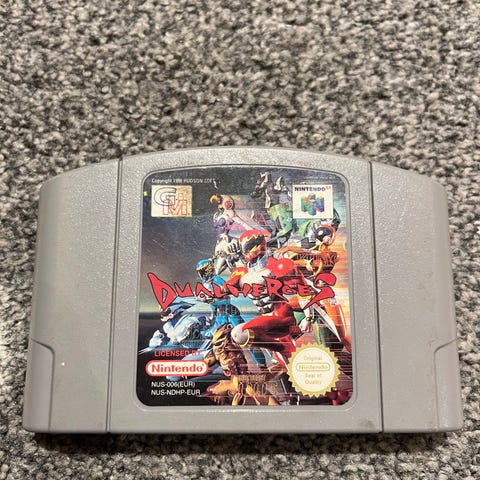 Copyright 1998 HUDSON SOFT
NINTENDO 64
DUAL HEROES
LICENSED BY
Nintendo
NUS-006(EUR)
NUS-NDHP-EUR
Original
Nintendo
Seal of
Quality